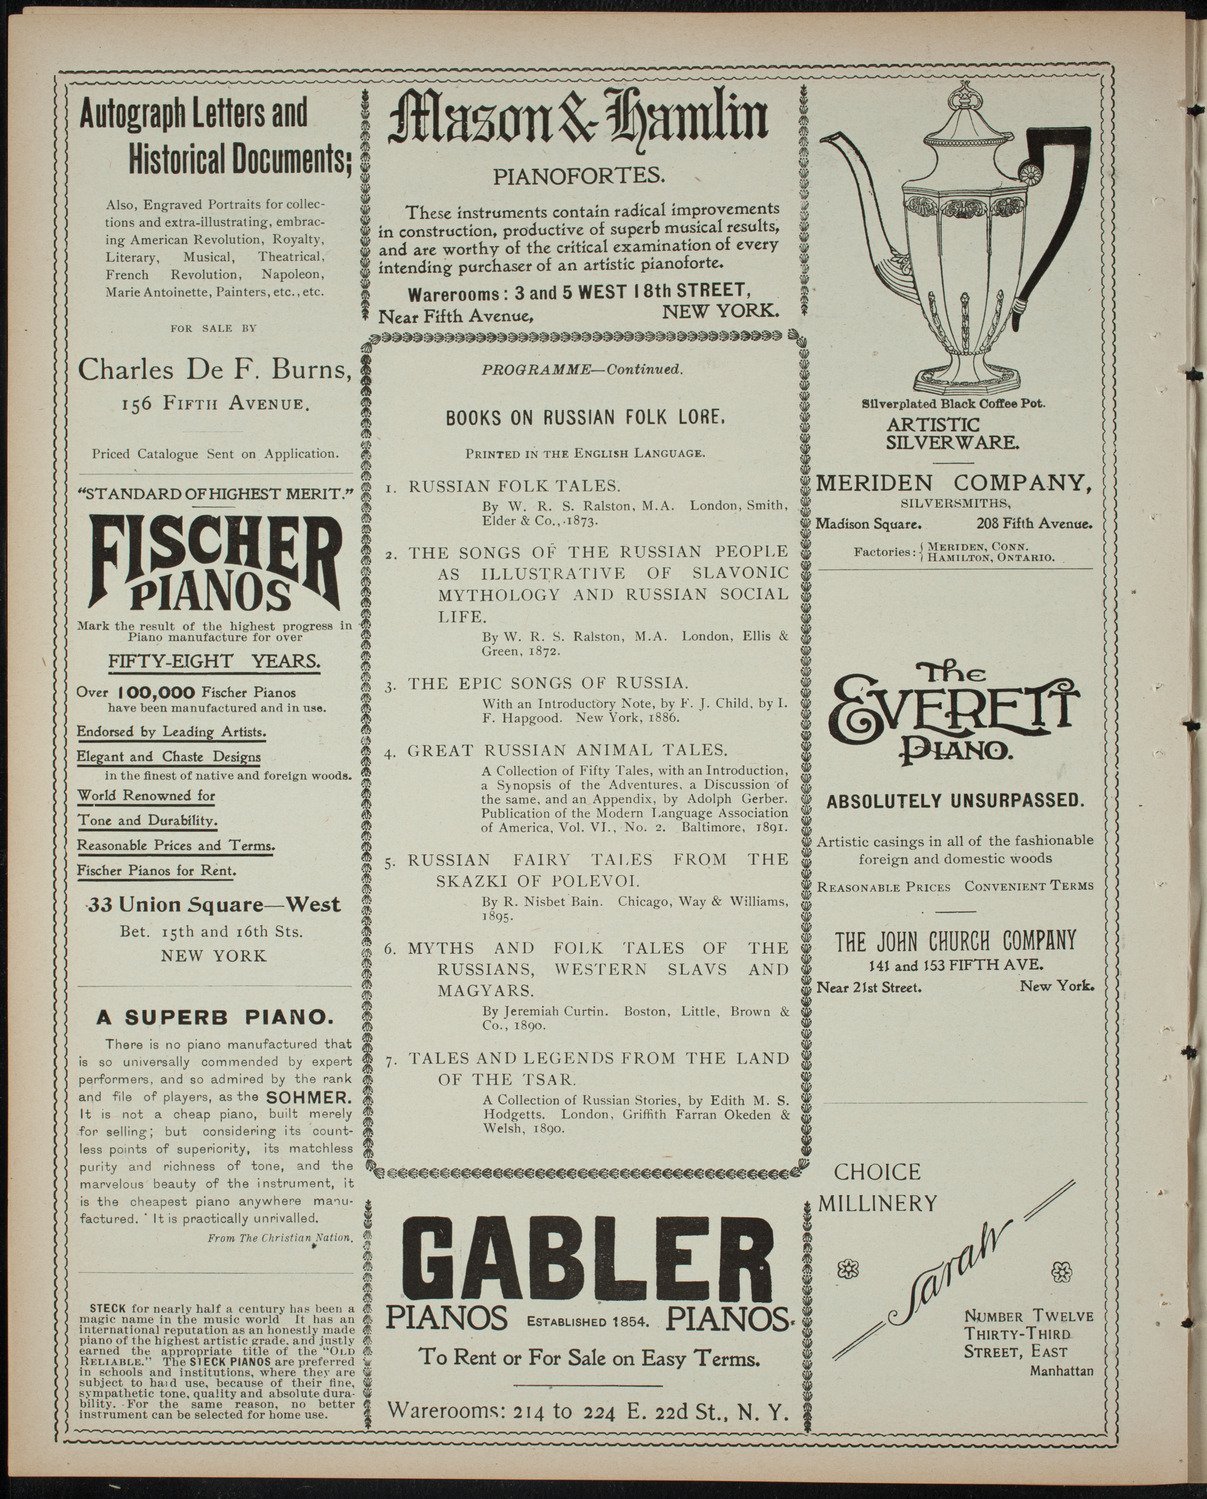 Autograph Letters and
Historical Documents;
Also, Engraved Portraits for collec-
tions and extra-illustrating, embrac-
ing American Revolution, Royalty,
Literary, Musical, Theatrical,
French Revolution, Napoleon,
Marie Antoinette, Painters, etc., etc.
FOR SALE BY
Charles De F. Burns,
156 FIFTH AVENUE.
Priced Catalogue Sent on Application.
"STANDARD OF HIGHEST MERIT."
FISCHER
PIANOS
Mark the result of the highest progress in
Piano manufacture for over
FIFTY-EIGHT YEARS.
Over 100,000 Fischer Pianos
have been manufactured and in use.
Endorsed by Leading Artists.
Elegant and Chaste Designs
in the finest of native and foreign woods.
World Renowned for
Tone and Durability.
Reasonable Prices and Terms.
Fischer Pianos for Rent.
33 Union Square—West
Bet. 15th and 16th Sts.
NEW YORK
A SUPERB PIANO.
There is no piano manufactured that
is so universally commended by expert
performers, and so admired by the rank
and file of players, as the SOHMER.
It is not a cheap piano, built merely
for selling; but considering its count-
less points of superiority, its matchless
purity and richness of tone, and the
marvelous beauty of the instrument, it
is the cheapest piano anywhere manu-
factured. It is practically unrivalled.
From The Christian Nation.
STECK for nearly half a century has been a
magic name in the music world It has an
international reputation as an honestly made
piano of the highest artistic grade, and justly
earned the appropriate title of the "OLD
RELIABLE." The STECK PIANOS are preferred
in schools and institutions, where they are
subject to hard use, because of their fine,
sympathetic tone, quality and absolute dura-
bility. For the same reason, no better
instrument can be selected for home use.
Mason & Hamlin
PIANOFORTES.
These instruments contain radical improvements
in construction, productive of superb musical results,
and are worthy of the critical examination of every
intending purchaser of an artistic pianoforte.
Warerooms: 3 and 5 WEST 18th STREET,
Near Fifth Avenue, NEW YORK.
PROGRAMME—Continued.
BOOKS ON RUSSIAN FOLK LORE.
PRINTED IN THE ENGLISH LANGUAGE.
1. RUSSIAN FOLK TALES.
By W. R. S. Ralston, M.A. London, Smith,
Elder & Co., 1873.
2. THE SONGS OF THE RUSSIAN PEOPLE
AS ILLUSTRATIVE OF SLAVONIC
MYTHOLOGY AND RUSSIAN SOCIAL
LIFE.
By W. R. S. Ralston, M.A. London, Ellis &
Green, 1872.
3. THE EPIC SONGS OF RUSSIA.
With an Introductory Note, by F. J. Child, by I.
F. Hapgood. New York, 1886.
4. GREAT RUSSIAN ANIMAL TALES.
A Collection of Fifty Tales, with an Introduction,
a Synopsis of the Adventures, a Discussion of
the same, and an Appendix, by Adolph Gerber.
Publication of the Modern Language Association
of America, Vol. VI., No. 2. Baltimore, 1891.
5. RUSSIAN FAIRY TALES FROM THE
SKAZKI OF POLEVOI.
By R. Nisbet Bain. Chicago, Way & Williams,
1895.
6. MYTHS AND FOLK TALES OF THE
RUSSIANS, WESTERN SLAVS AND
MAGYARS.
By Jeremiah Curtin. Boston, Little, Brown &
Co., 1890.
7. TALES AND LEGENDS FROM THE LAND
OF THE TSAR.
A Collection of Russian Stories, by Edith M. S.
Hodgetts. London, Griffith Farran Okeden &
Welsh, 1890.
GABLER
PIANOS ESTABLISHED 1854. PIANOS.
To Rent or For Sale on Easy Terms.
Warerooms: 214 to 224 E. 22d St., N. Y.
Silverplated Black Coffee Pot.
ARTISTIC
SILVERWARE.
MERIDEN COMPANY,
SILVERSMITHS,
Madison Square. 208 Fifth Avenue.
Factories: { MERIDEN, CONN.
HAMILTON, ONTARIO.
The
EVERETT
PIANO.
ABSOLUTELY UNSURPASSED.
Artistic casings in all of the fashionable
foreign and domestic woods
REASONABLE PRICES CONVENIENT TERMS
THE JOHN CHURCH COMPANY
141 and 153 FIFTH AVE.
Near 21st Street. New York.
CHOICE
MILLINERY
Sarah
NUMBER TWELVE
THIRTY-THIRD
STREET, EAST
Manhattan